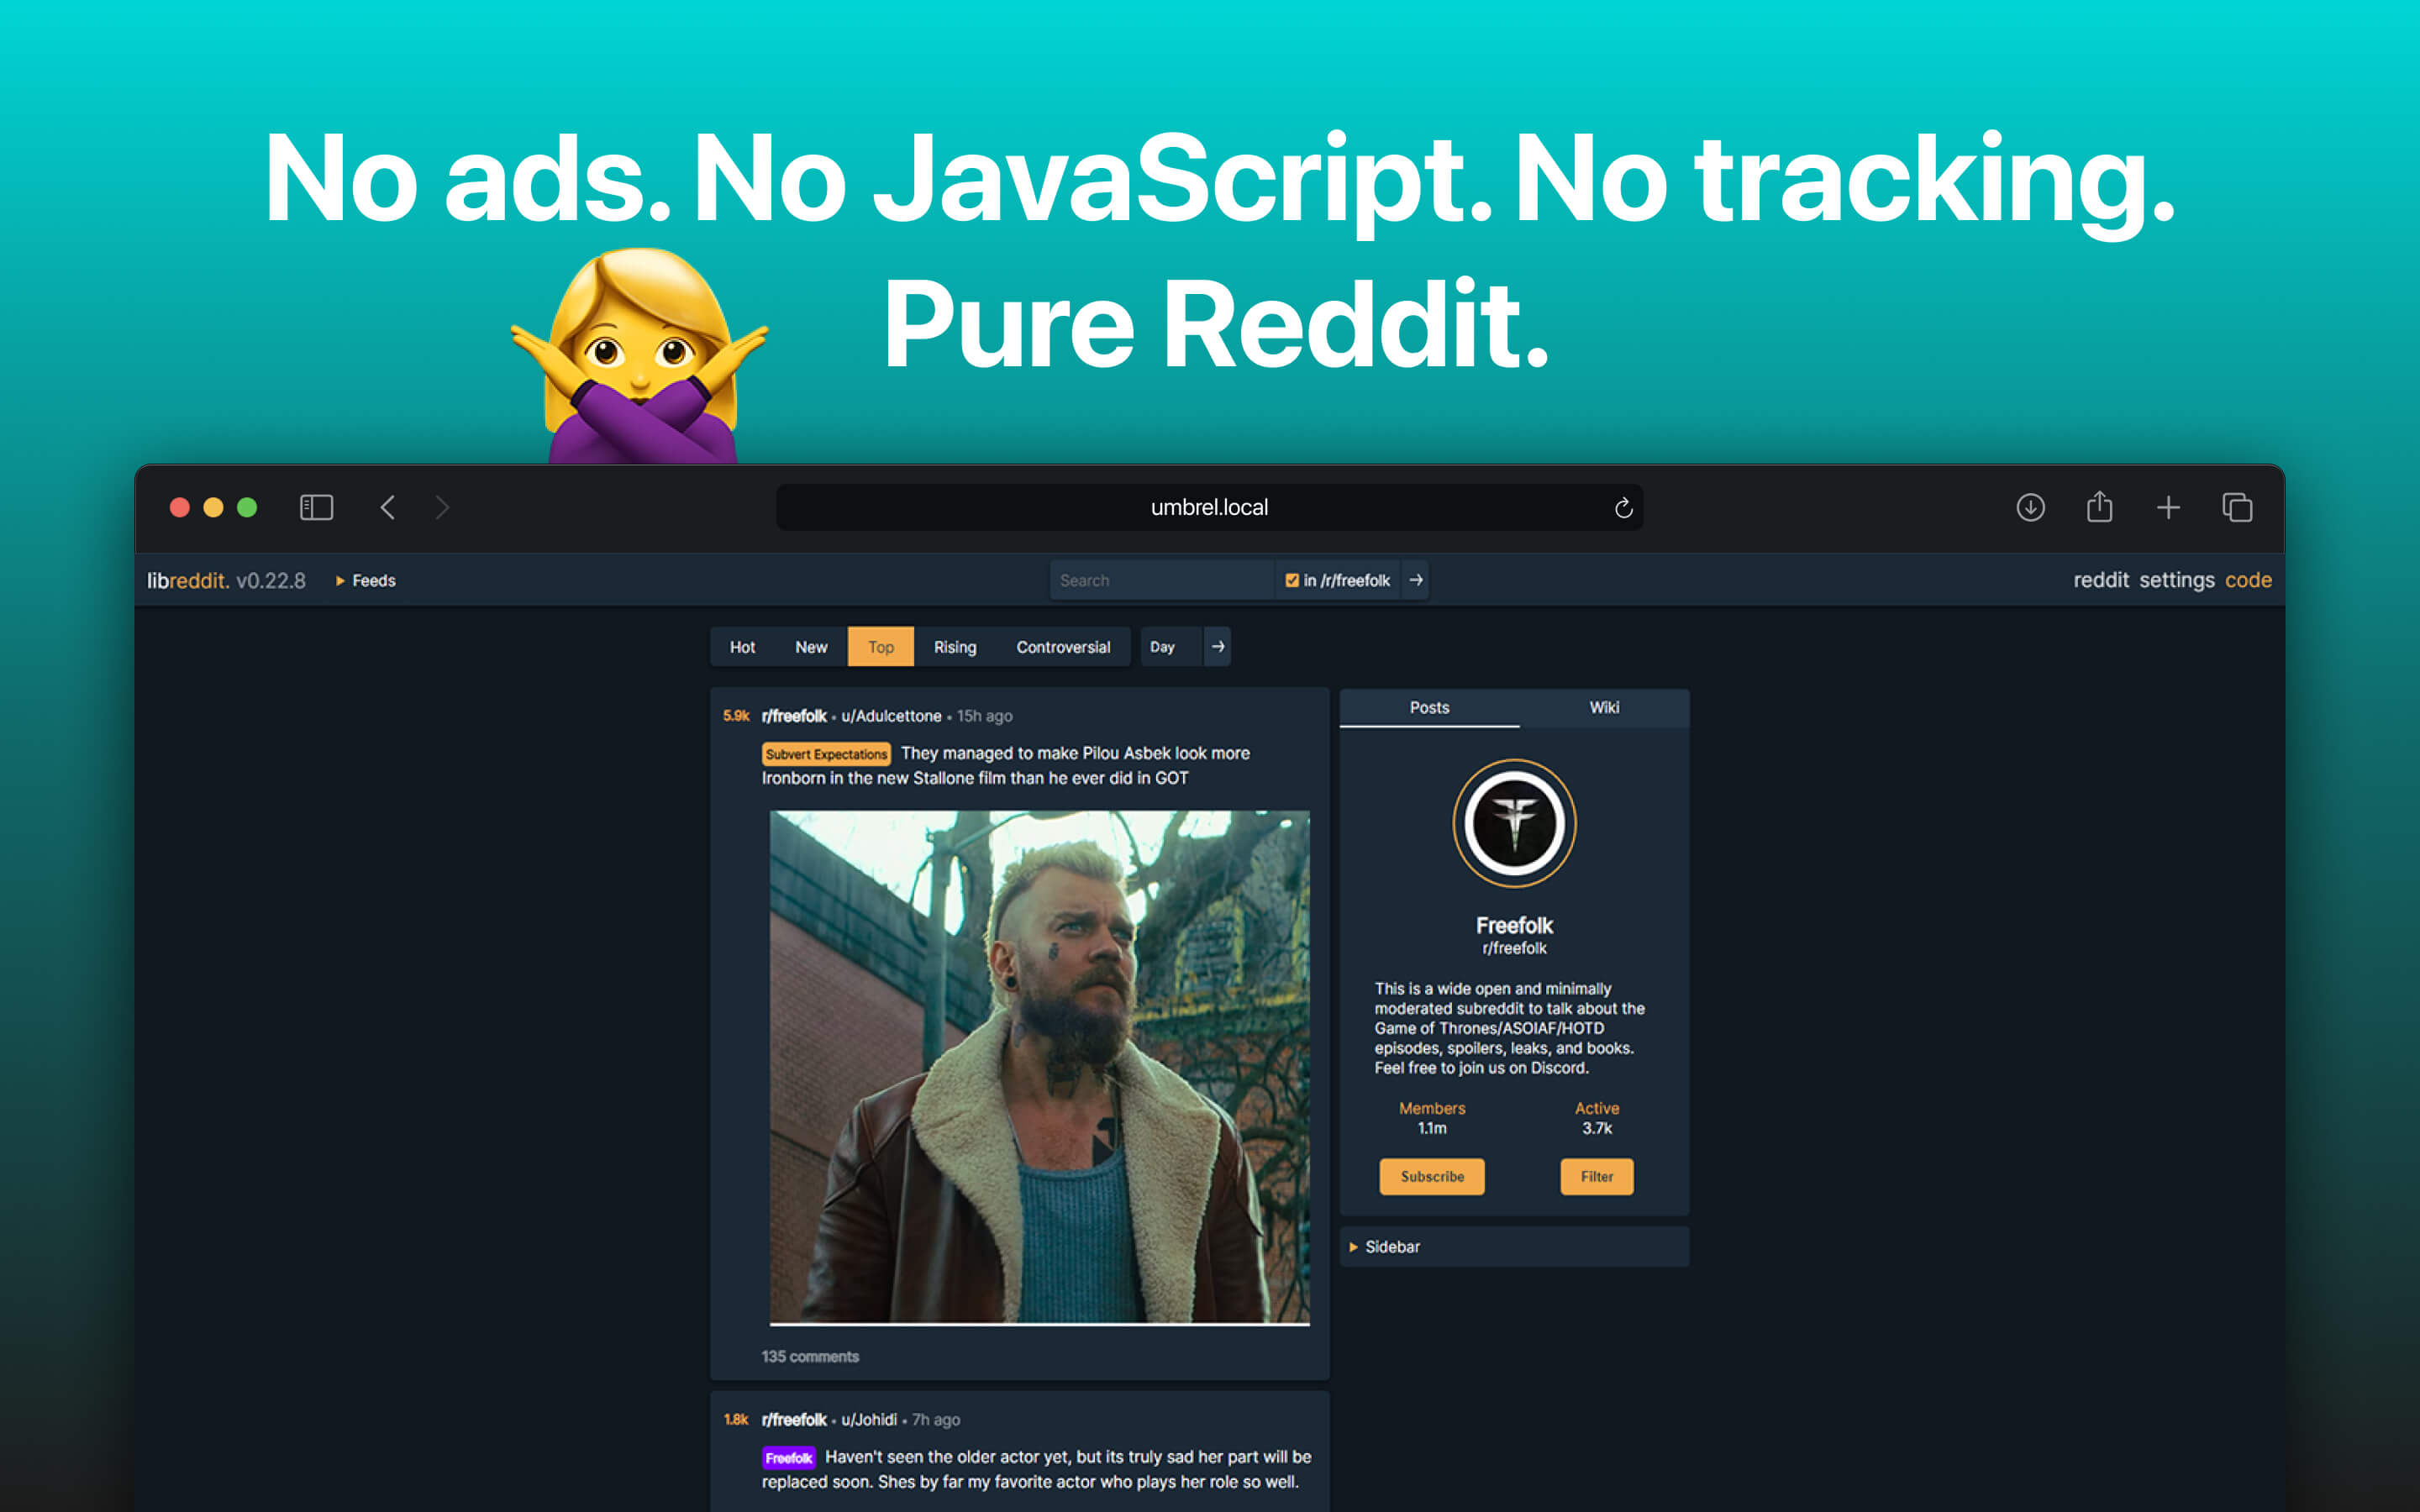 No ads. No JavaScript. No tracking.
Pure Reddit.
umbrel.local
libreddit. v0.22.8
Feeds
Search
in /r/freefolk
reddit settings code
Hot New Top Rising Controversial
Day
5.9k r/freefolk • u/Adulcettone • 15h ago
Subvert Expectations They managed to make Pilou Asbek look more
Ironborn in the new Stallone film than he ever did in GOT
135 comments
Posts Wiki
Freefolk
r/freefolk
This is a wide open and minimally
moderated subreddit to talk about the
Game of Thrones/ASOIAF/HOTD
episodes, spoilers, leaks, and books.
Feel free to join us on Discord.
Members Active
1.1m 3.7k
Subscribe Filter
Sidebar
1.8k r/freefolk • u/Johidi • 7h ago
Freefolk Haven't seen the older actor yet, but its truly sad her part will be
replaced soon. Shes by far my favorite actor who plays her role so well.